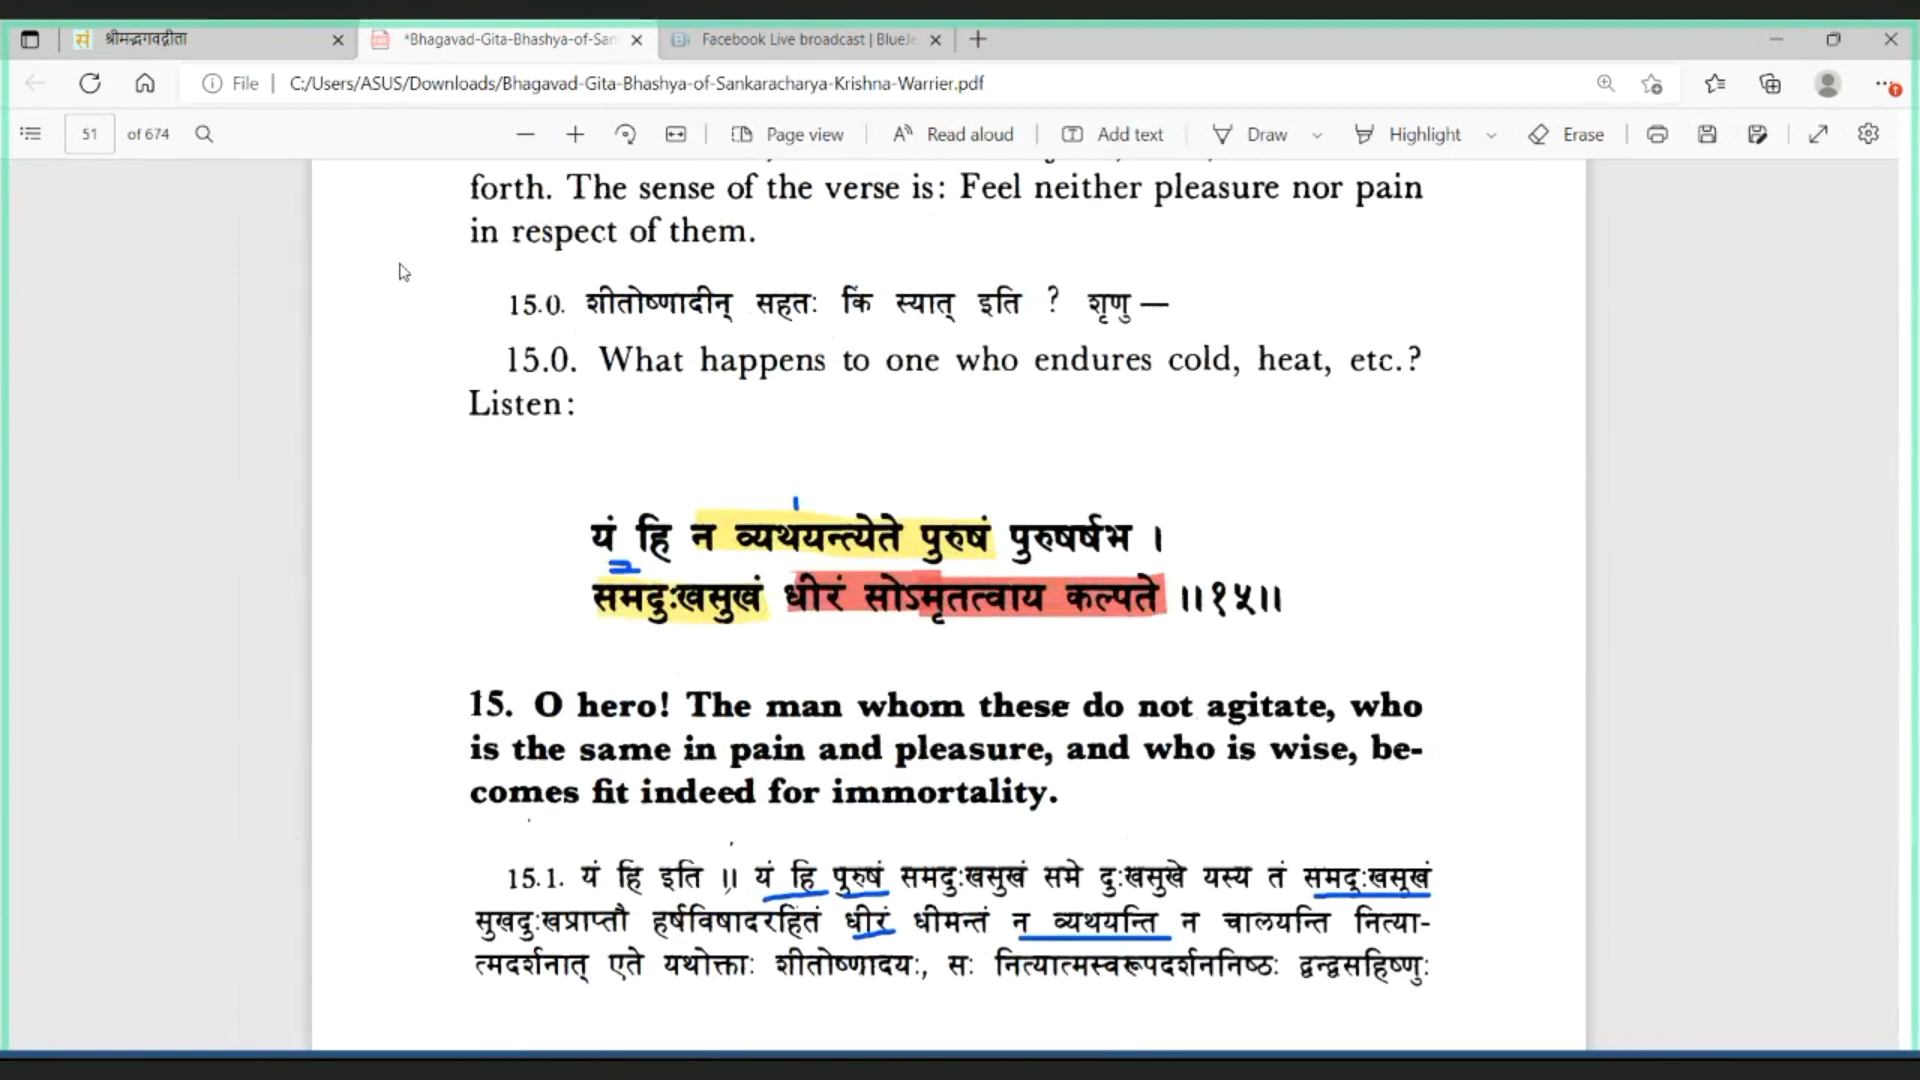 श्रीमद्भगवद्गीता
*Bhagavad-Gita-Bhashya-of-San
Facebook Live broadcast | BlueJe
File
C:/Users/ASUS/Downloads/Bhagavad-Gita-Bhashya-of-Sankaracharya-Krishna-Warrier.pdf
51 of 674
Page view
Read aloud
Add text
Draw
Highlight
Erase
forth. The sense of the verse is: Feel neither pleasure nor pain
in respect of them.
15.0. शीतोष्णादीन् सहतः किं स्यात् इति ? शृणु —
15.0. What happens to one who endures cold, heat, etc.?
Listen:
यं हि न व्यथयन्त्येते पुरुषं पुरुषर्षभ ।
समदुःखसुखं धीरं सोऽमृतत्वाय कल्पते ॥१५॥
15. O hero! The man whom these do not agitate, who
is the same in pain and pleasure, and who is wise, be-
comes fit indeed for immortality.
15.1. यं हि इति ॥ यं हि पुरुषं समदुःखसुखं समे दुःखसुखे यस्य तं समदुःखसुखं
सुखदुःखप्राप्तौ हर्षविषादरहितं धीरं धीमन्तं न व्यथयन्ति न चालयन्ति नित्या-
त्मदर्शनात् एते यथोक्ताः शीतोष्णादयः, सः नित्यात्मस्वरूपदर्शननिष्ठः द्वन्द्वसहिष्णुः